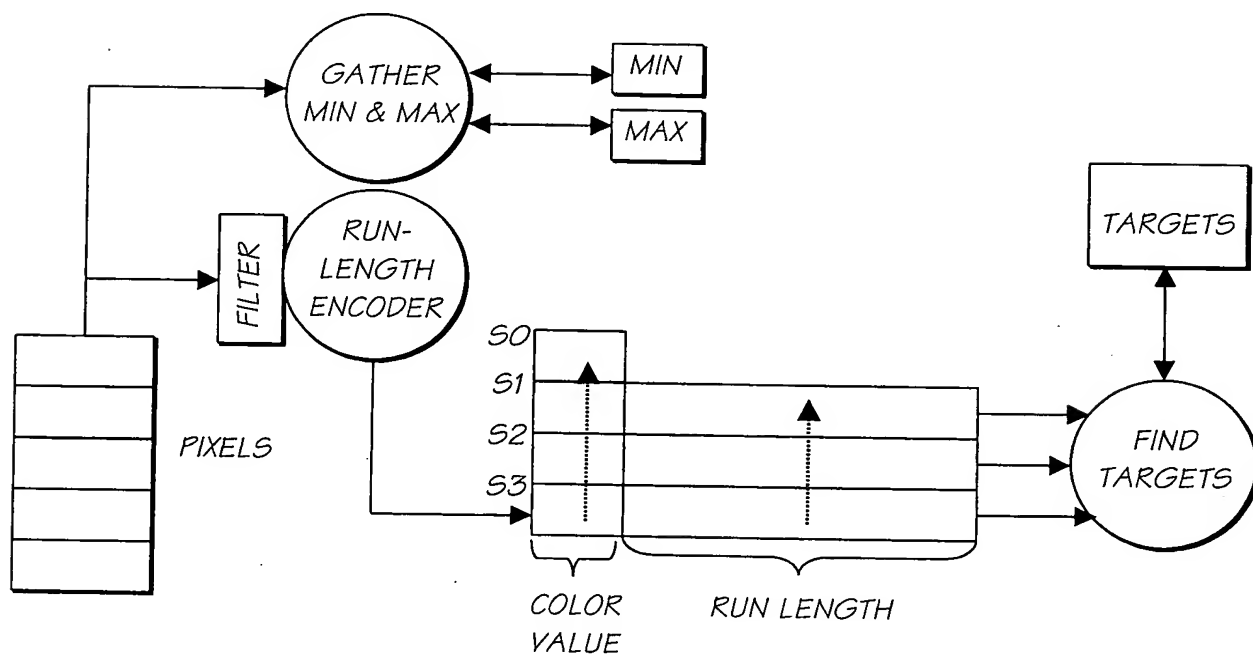 GATHER
MIN & MAX
MIN
MAX
FILTER
RUN-
LENGTH
ENCODER
TARGETS
PIXELS
S0
S1
S2
S3
FIND
TARGETS
COLOR
VALUE
RUN LENGTH